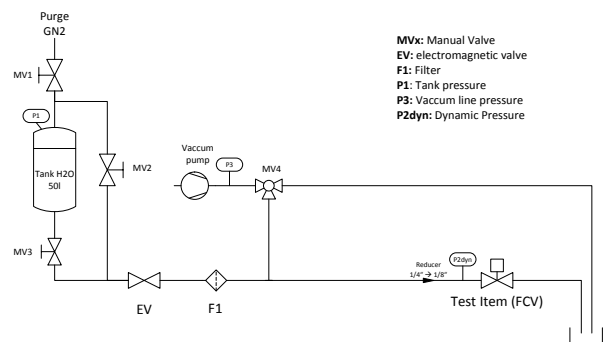 Purge
GN2
MV1
P1
Tank H2O
50l
MV2
MV3
EV
F1
Vaccum
pump
P3
MV4
Reducer
1/4" → 1/8"
P2dyn
Test Item (FCV)
MVx: Manual Valve
EV: electromagnetic valve
F1: Filter
P1: Tank pressure
P3: Vaccum line pressure
P2dyn: Dynamic Pressure